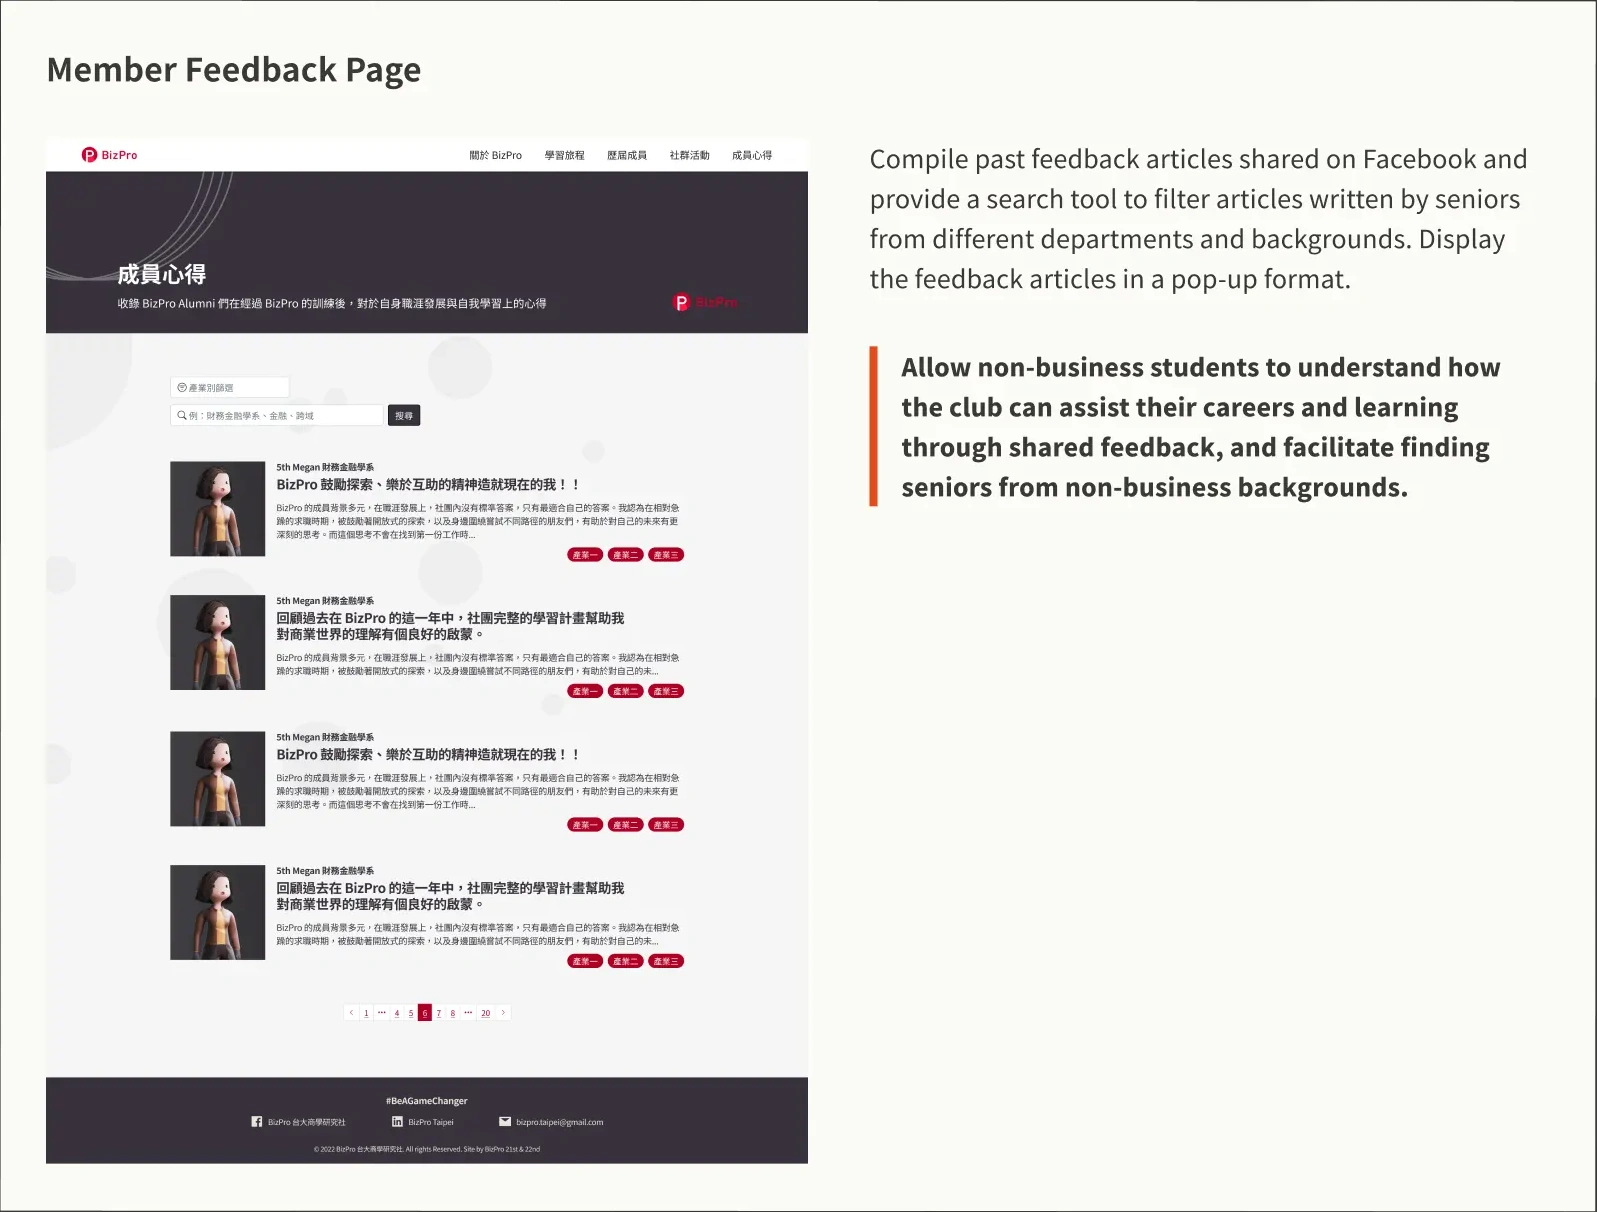 Member Feedback Page
BizPro
關於 BizPro
學習旅程
歷屆成員
社群活動
成員心得
成員心得
收錄 BizPro Alumni 們在經過 BizPro 的訓練後，對於自身職涯發展與自我學習上的心得
BizPro
產業別篩選
例：財務金融學系、金融、跨域
搜尋
5th Megan 財務金融學系
BizPro 鼓勵探索、樂於互助的精神造就現在的我！！
BizPro 的成員背景多元，在職涯發展上，社團內沒有標準答案，只有最適合自己的答案。我認為在相對急
躁的求職時期，被鼓勵著開放式的探索，以及身邊圍繞嘗試不同路徑的朋友們，有助於對自己的未來有更
深刻的思考。而這個思考不會在找到第一份工作時...
產業一 產業二 產業三
5th Megan 財務金融學系
回顧過去在 BizPro 的這一年中，社團完整的學習計畫幫助我
對商業世界的理解有個良好的啟蒙。
BizPro 的成員背景多元，在職涯發展上，社團內沒有標準答案，只有最適合自己的答案。我認為在相對急
躁的求職時期，被鼓勵著開放式的探索，以及身邊圍繞嘗試不同路徑的朋友們，有助於對自己的未...
產業一 產業二 產業三
5th Megan 財務金融學系
BizPro 鼓勵探索、樂於互助的精神造就現在的我！！
BizPro 的成員背景多元，在職涯發展上，社團內沒有標準答案，只有最適合自己的答案。我認為在相對急
躁的求職時期，被鼓勵著開放式的探索，以及身邊圍繞嘗試不同路徑的朋友們，有助於對自己的未來有更
深刻的思考。而這個思考不會在找到第一份工作時...
產業一 產業二 產業三
5th Megan 財務金融學系
回顧過去在 BizPro 的這一年中，社團完整的學習計畫幫助我
對商業世界的理解有個良好的啟蒙。
BizPro 的成員背景多元，在職涯發展上，社團內沒有標準答案，只有最適合自己的答案。我認為在相對急
躁的求職時期，被鼓勵著開放式的探索，以及身邊圍繞嘗試不同路徑的朋友們，有助於對自己的未...
產業一 產業二 產業三
< 1 ... 4 5 6 7 8 ... 20 >
#BeAGameChanger
BizPro 台大商學研究社
BizPro Taipei
bizpro.taipei@gmail.com
© 2022 BizPro 台大商學研究社. All rights Reserved. Site by BizPro 21st & 22nd
Compile past feedback articles shared on Facebook and
provide a search tool to filter articles written by seniors
from different departments and backgrounds. Display
the feedback articles in a pop-up format.
Allow non-business students to understand how
the club can assist their careers and learning
through shared feedback, and facilitate finding
seniors from non-business backgrounds.